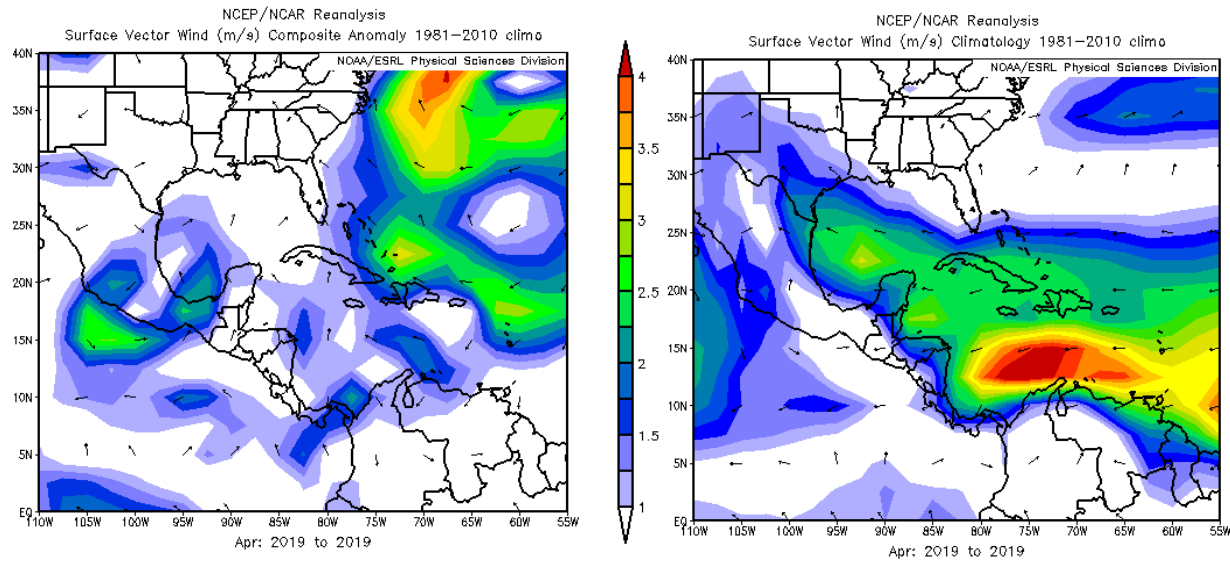 NCEP/NCAR Reanalysis
Surface Vector Wind (m/s) Composite Anomaly 1981–2010 climo
NOAA/ESRL Physical Sciences Division
40N
35N
30N
25N
20N
15N
10N
5N
EQ
110W 105W 100W 95W 90W 85W 80W 75W 70W 65W 60W 55W
Apr: 2019 to 2019
4
3.5
3
2.5
2
1.5
1
NCEP/NCAR Reanalysis
Surface Vector Wind (m/s) Climatology 1981–2010 climo
NOAA/ESRL Physical Sciences Division
40N
35N
30N
25N
20N
15N
10N
5N
EQ
110W 105W 100W 95W 90W 85W 80W 75W 70W 65W 60W 55W
Apr: 2019 to 2019